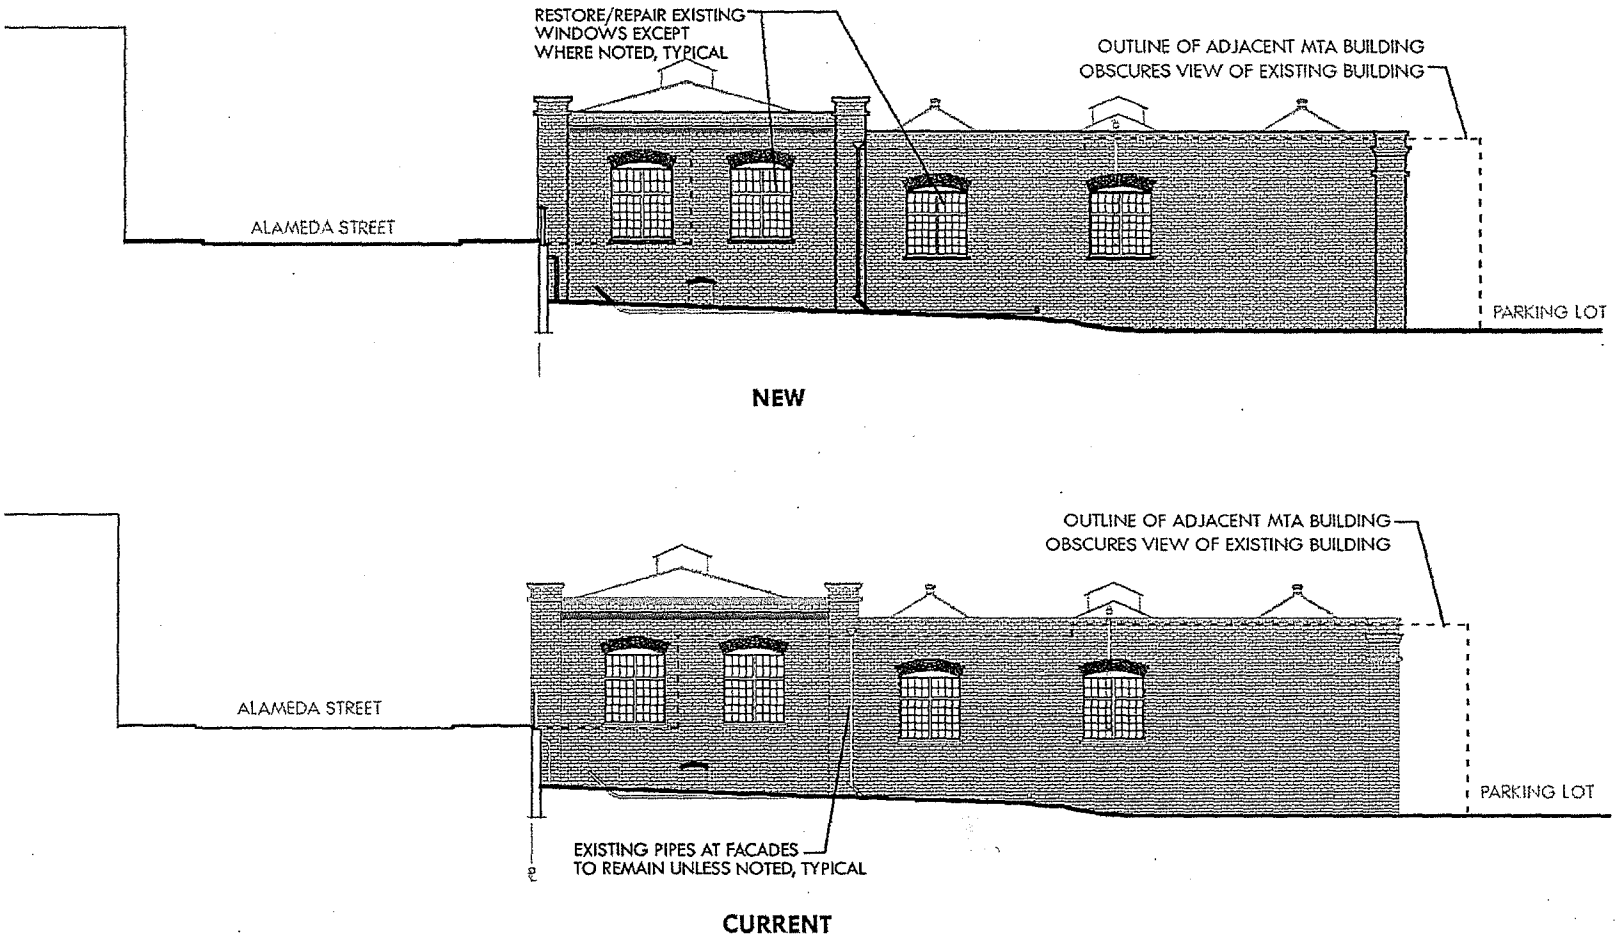 RESTORE/REPAIR EXISTING
WINDOWS EXCEPT
WHERE NOTED, TYPICAL
OUTLINE OF ADJACENT MTA BUILDING
OBSCURES VIEW OF EXISTING BUILDING
ALAMEDA STREET
PARKING LOT
NEW
OUTLINE OF ADJACENT MTA BUILDING
OBSCURES VIEW OF EXISTING BUILDING
ALAMEDA STREET
PARKING LOT
EXISTING PIPES AT FACADES
TO REMAIN UNLESS NOTED, TYPICAL
CURRENT